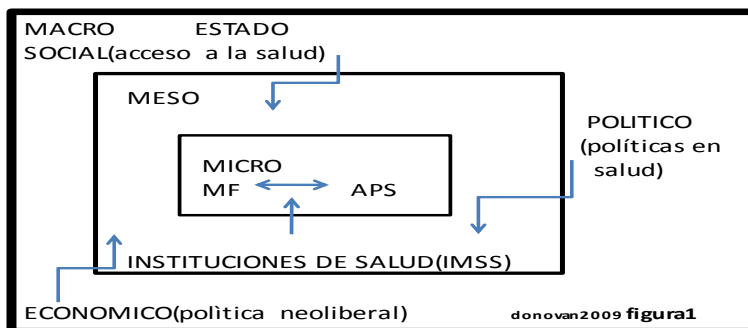 MACRO ESTADO
SOCIAL(acceso a la salud)
MESO
POLITICO
(políticas en
salud)
MICRO
MF APS
INSTITUCIONES DE SALUD(IMSS)
ECONOMICO(polìtica neoliberal)
donovan2009 figura1